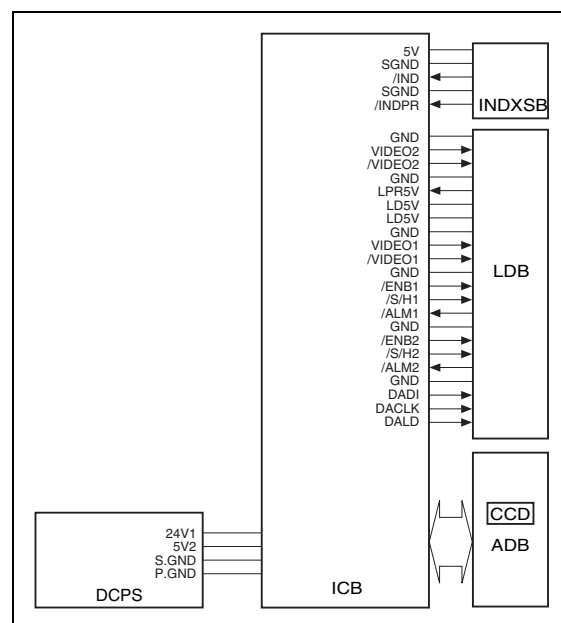 5V
SGND
/IND
SGND
/INDPR
INDXSB
GND
VIDEO2
/VIDEO2
GND
LPR5V
LD5V
LD5V
GND
VIDEO1
/VIDEO1
GND
/ENB1
/S/H1
/ALM1
GND
/ENB2
/S/H2
/ALM2
GND
DADI
DACLK
DALD
LDB
CCD
ADB
24V1
5V2
S.GND
P.GND
DCPS
ICB